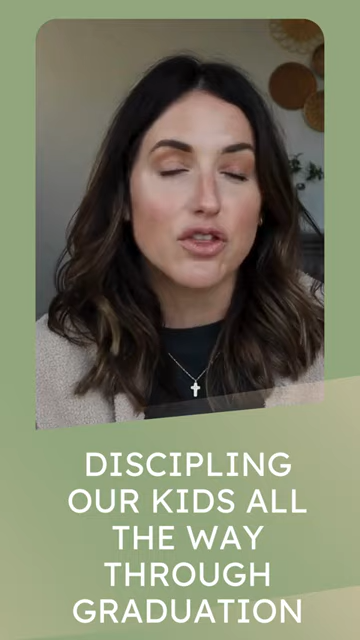 DISCIPLING
OUR KIDS ALL
THE WAY
THROUGH
GRADUATION